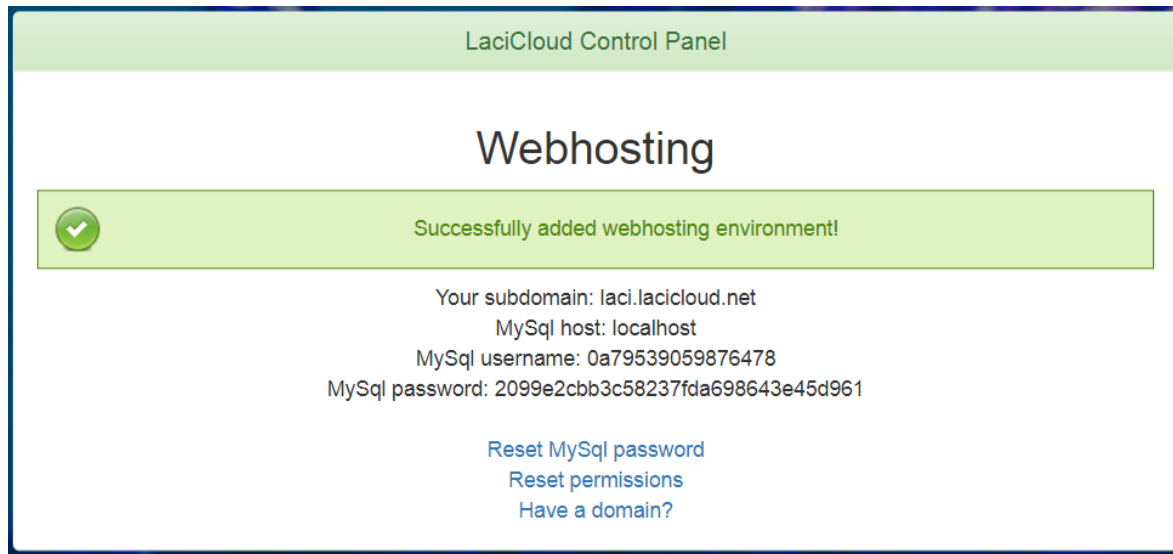 LaciCloud Control Panel
Webhosting
Successfully added webhosting environment!
Your subdomain: laci.lacicloud.net
MySql host: localhost
MySql username: 0a79539059876478
MySql password: 2099e2cbb3c58237fda698643e45d961
Reset MySql password
Reset permissions
Have a domain?